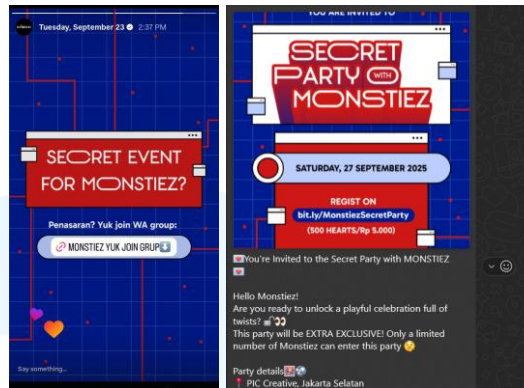 Tuesday, September 23
2:37 PM
SECRET EVENT
FOR MONSTIEZ?
Penasaran? Yuk join WA group:
MONSTIEZ YUK JOIN GRUP⬇️
Say something...
YOU ARE INVITED TO
SECRET
PARTY WITH
MONSTIEZ
SATURDAY, 27 SEPTEMBER 2025
REGIST ON
bit.ly/MonstiezSecretParty
(500 HEARTS/Rp 5.000)
💌You're Invited to the Secret Party with MONSTIEZ
💌
Hello Monstiez!
Are you ready to unlock a playful celebration full of
twists? 🔓👀
This party will be EXTRA EXCLUSIVE! Only a limited
number of Monstiez can enter this party 🤭
Party details
📍 PIC Creative, Jakarta Selatan